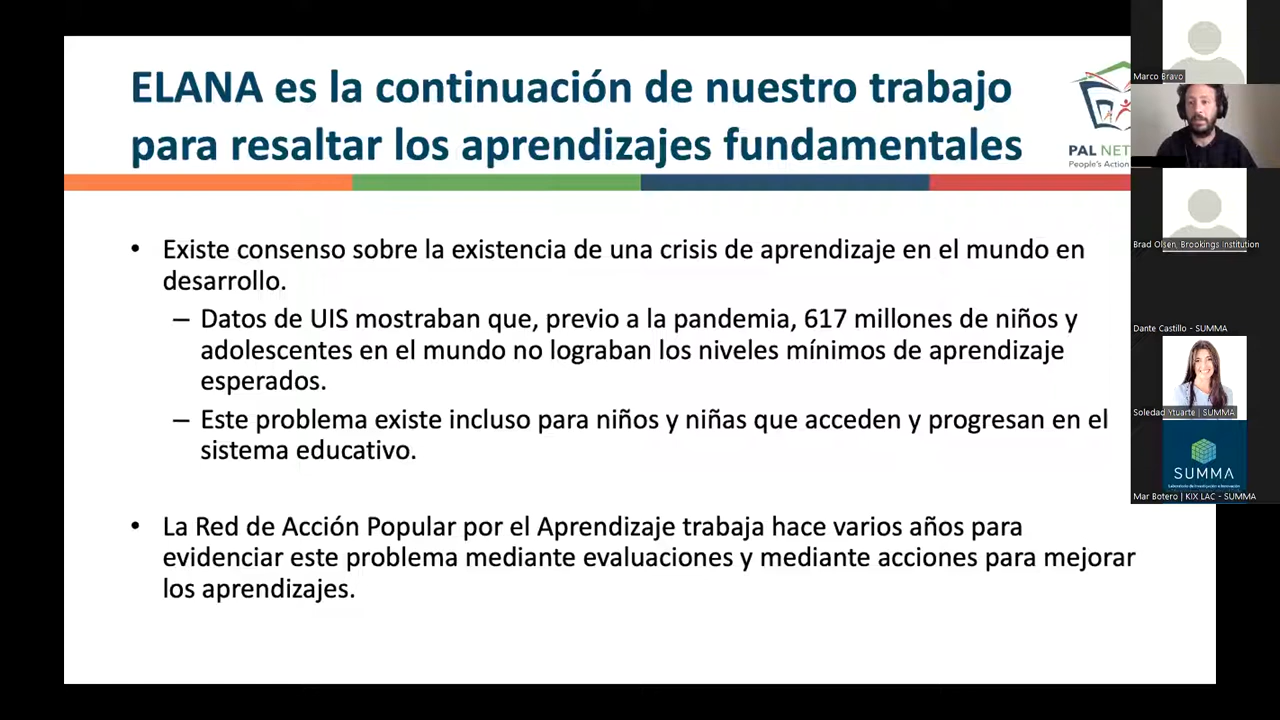 ELANA es la continuación de nuestro trabajo
para resaltar los aprendizajes fundamentales
PAL NET
People's Action
• Existe consenso sobre la existencia de una crisis de aprendizaje en el mundo en
desarrollo.
– Datos de UIS mostraban que, previo a la pandemia, 617 millones de niños y
adolescentes en el mundo no lograban los niveles mínimos de aprendizaje
esperados.
– Este problema existe incluso para niños y niñas que acceden y progresan en el
sistema educativo.
• La Red de Acción Popular por el Aprendizaje trabaja hace varios años para
evidenciar este problema mediante evaluaciones y mediante acciones para mejorar
los aprendizajes.
Marco Bravo
Brad Olsen, Brookings Institution
Dante Castillo - SUMMA
Soledad Ytuarte | SUMMA
SUMMA
Laboratorio de Investigación e Innovación
Mar Botero | KIX LAC - SUMMA